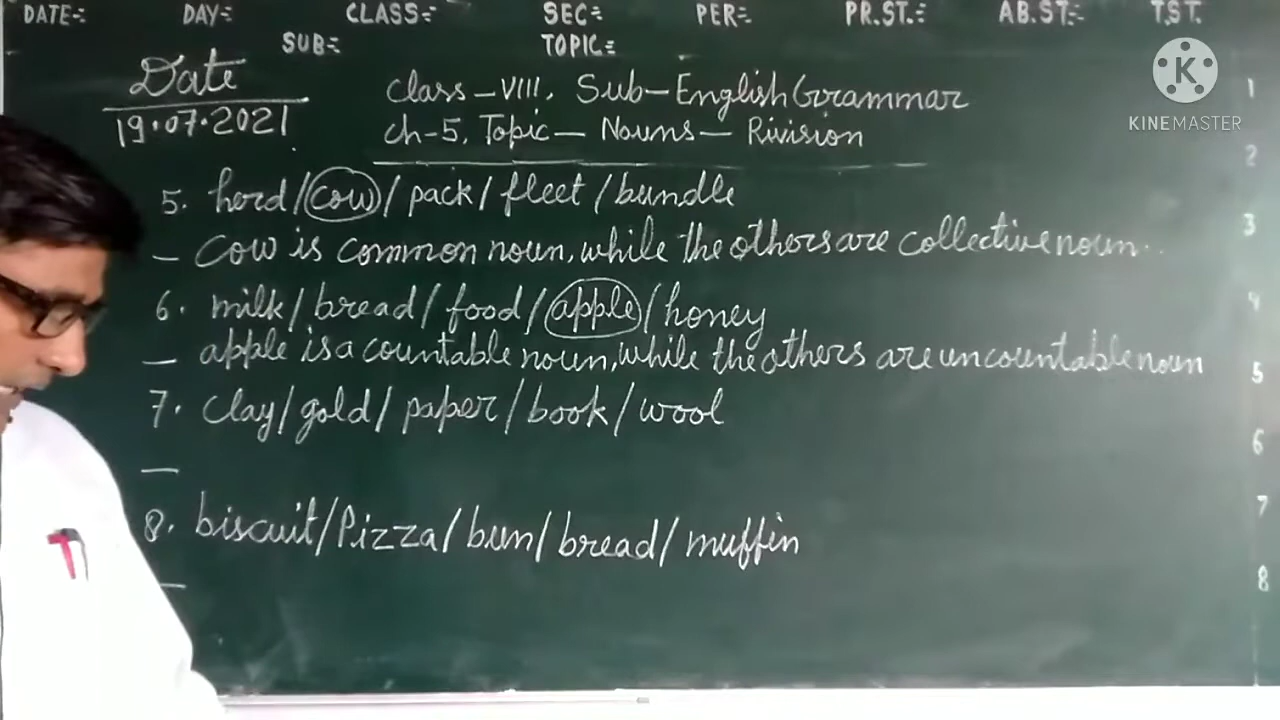 DATE-: DAY-: CLASS-: SEC-: PER-: PR.ST.-: AB.ST-: T.ST.
SUB-: TOPIC-:
Date
19.07.2021
Class-VIII, Sub-English Grammar
Ch-5, Topic- Nouns- Rivision
KINEMASTER
5. herd/cow/pack/fleet/bundle
- Cow is common noun, while the others are collective noun.
6. milk/bread/food/apple/honey
- apple is a countable noun, while the others are uncountable noun
7. Clay/gold/paper/book/wool
-
8. biscuit/Pizza/bun/bread/muffin
-
1
2
3
4
5
6
7
8